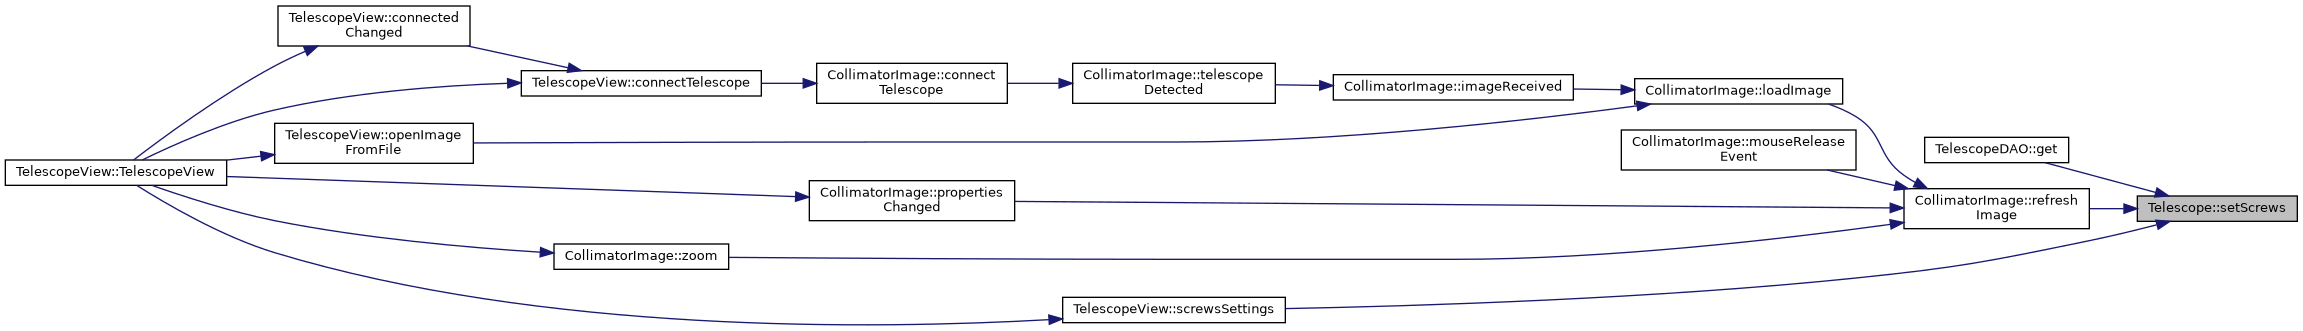 TelescopeView::connected
Changed
TelescopeView::connectTelescope
CollimatorImage::connect
Telescope
CollimatorImage::telescope
Detected
CollimatorImage::imageReceived
CollimatorImage::loadImage
TelescopeView::openImage
FromFile
CollimatorImage::mouseRelease
Event
TelescopeDAO::get
TelescopeView::TelescopeView
CollimatorImage::properties
Changed
CollimatorImage::refresh
Image
Telescope::setScrews
CollimatorImage::zoom
TelescopeView::screwsSettings